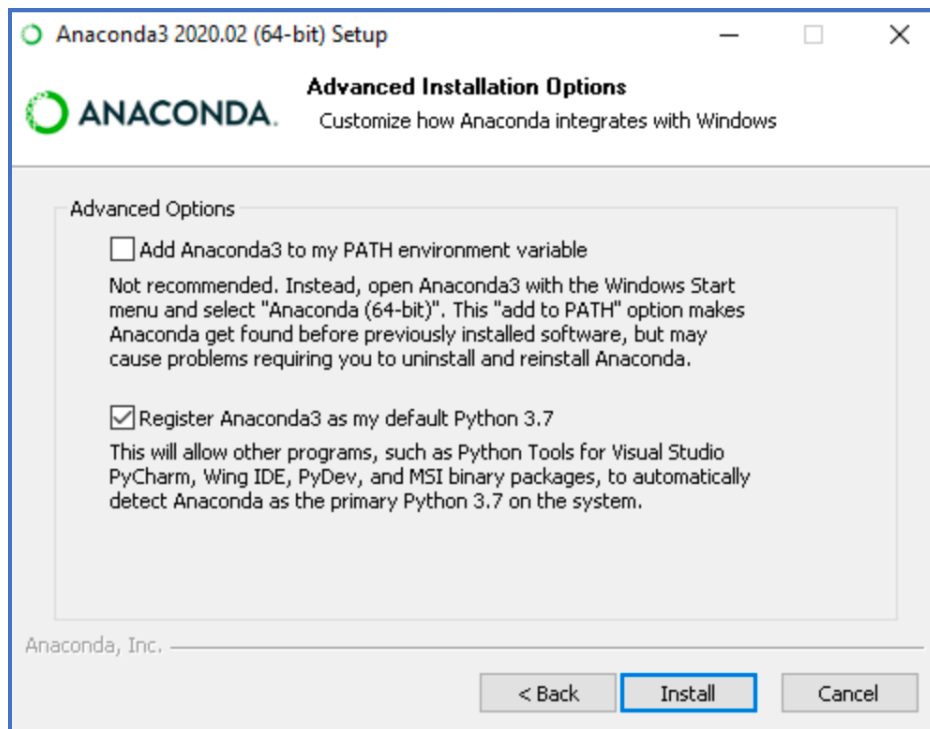 Anaconda3 2020.02 (64-bit) Setup
ANACONDA.
Advanced Installation Options
Customize how Anaconda integrates with Windows
Advanced Options
Add Anaconda3 to my PATH environment variable
Not recommended. Instead, open Anaconda3 with the Windows Start
menu and select "Anaconda (64-bit)". This "add to PATH" option makes
Anaconda get found before previously installed software, but may
cause problems requiring you to uninstall and reinstall Anaconda.
Register Anaconda3 as my default Python 3.7
This will allow other programs, such as Python Tools for Visual Studio
PyCharm, Wing IDE, PyDev, and MSI binary packages, to automatically
detect Anaconda as the primary Python 3.7 on the system.
Anaconda, Inc.
< Back
Install
Cancel